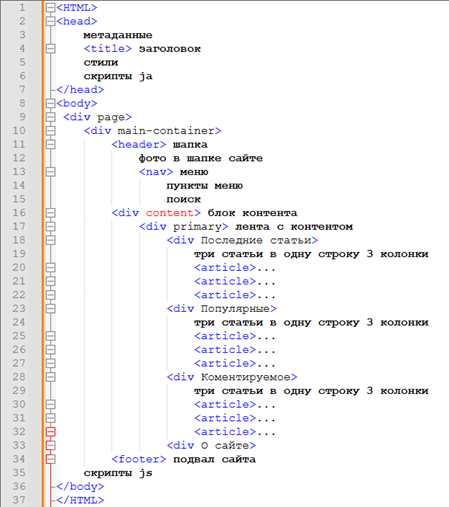 1 <HTML>
2 <head>
3 метаданные
4 <title> заголовок
5 стили
6 скрипты ja
7 </head>
8 <body>
9 <div page>
10 <div main-container>
11 <header> шапка
12 фото в шапке сайте
13 <nav> меню
14 пункты меню
15 поиск
16 <div content> блок контента
17 <div primary> лента с контентом
18 <div Последние статьи>
19 три статьи в одну строку 3 колонки
20 <article>...
21 <article>...
22 <article>...
23 <div Популярные>
24 три статьи в одну строку 3 колонки
25 <article>...
26 <article>...
27 <article>...
28 <div Коментируемое>
29 три статьи в одну строку 3 колонки
30 <article>...
31 <article>...
32 <article>...
33 <div О сайте>
34 <footer> подвал сайта
35 скрипты js
36 </body>
37 </HTML>